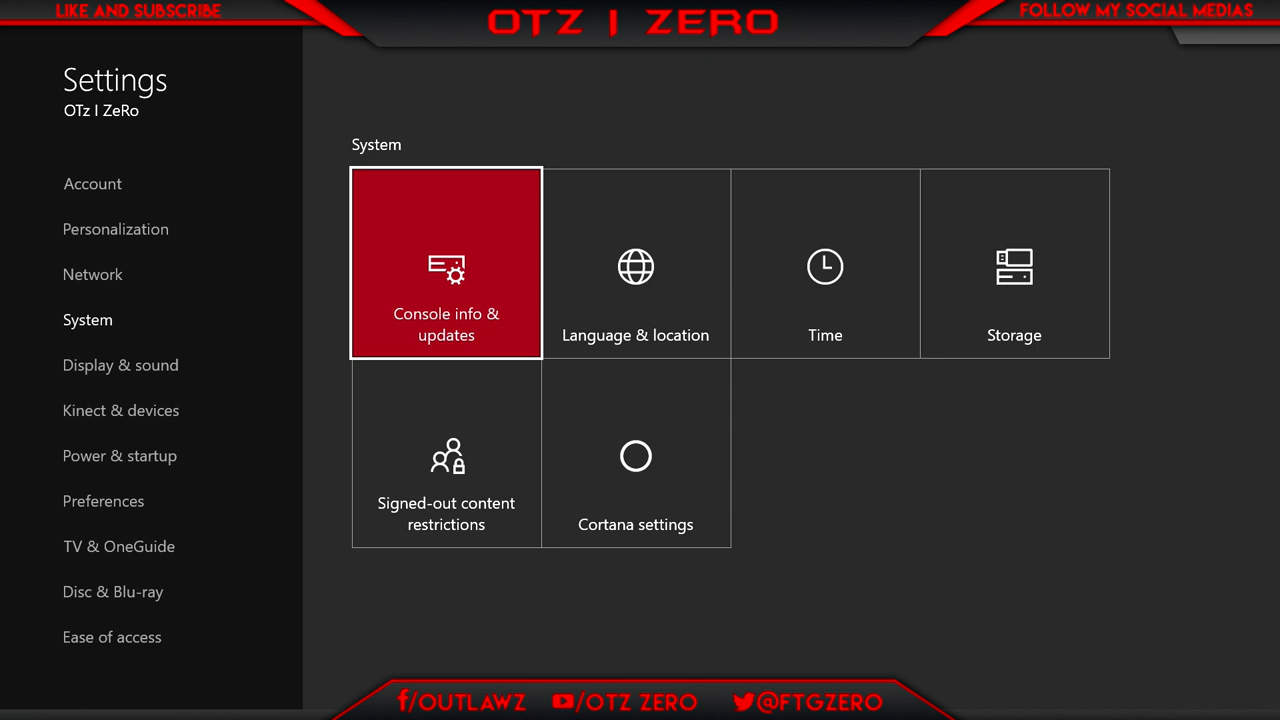 LIKE AND SUBSCRIBE
OTZ I ZERO
FOLLOW MY SOCIAL MEDIAS
Settings
OTz I ZeRo
Account
Personalization
Network
System
Display & sound
Kinect & devices
Power & startup
Preferences
TV & OneGuide
Disc & Blu-ray
Ease of access
System
Console info &
updates
Language & location
Time
Storage
Signed-out content
restrictions
Cortana settings
/OUTLAWZ
/OTZ ZERO
@FTGZERO